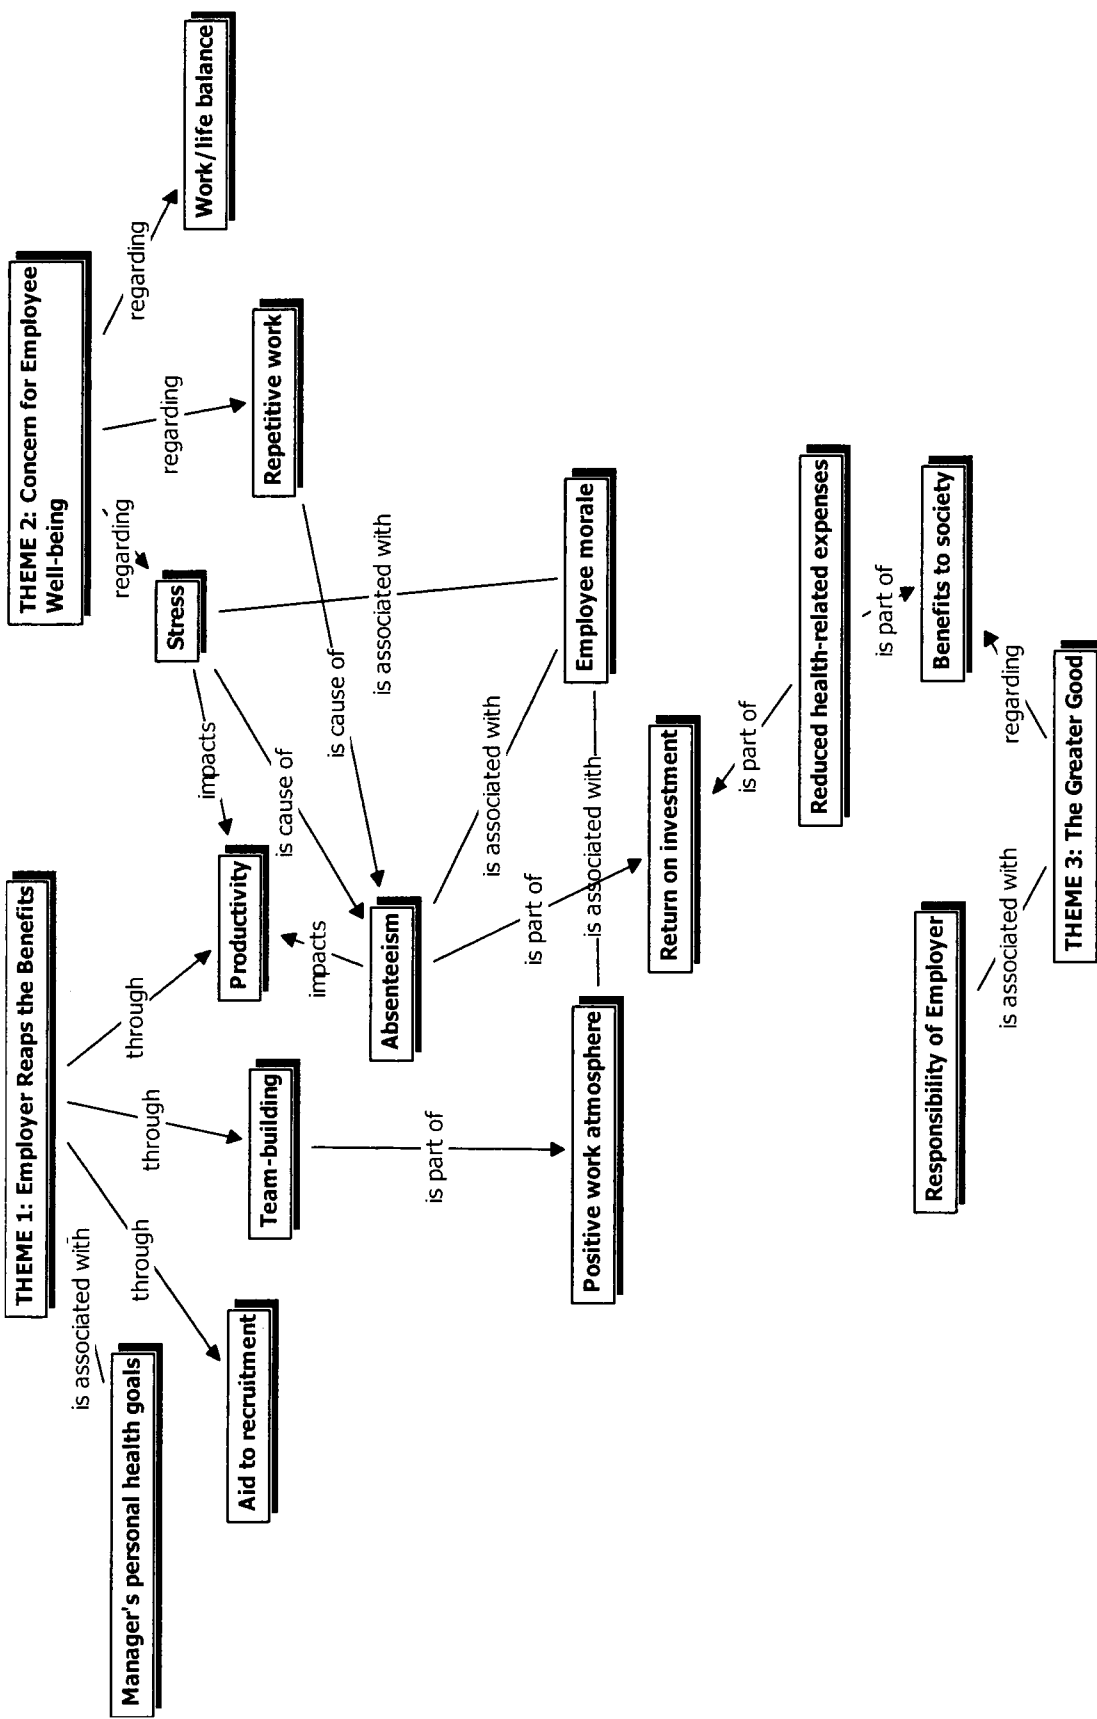 THEME 1: Employer Reaps the Benefits
THEME 2: Concern for Employee
Well-being
is associated with
through
through
through
regarding
regarding
regarding
Manager's personal health goals
Stress
Work/life balance
Aid to recruitment
Team-building
Productivity
impacts
Repetitive work
impacts
is cause of
is cause of
is associated with
Absenteeism
is part of
is part of
is associated with
Positive work atmosphere
is associated with
Employee morale
Return on investment
is part of
Reduced health-related expenses
is part of
Responsibility of Employer
Benefits to society
is associated with
regarding
THEME 3: The Greater Good